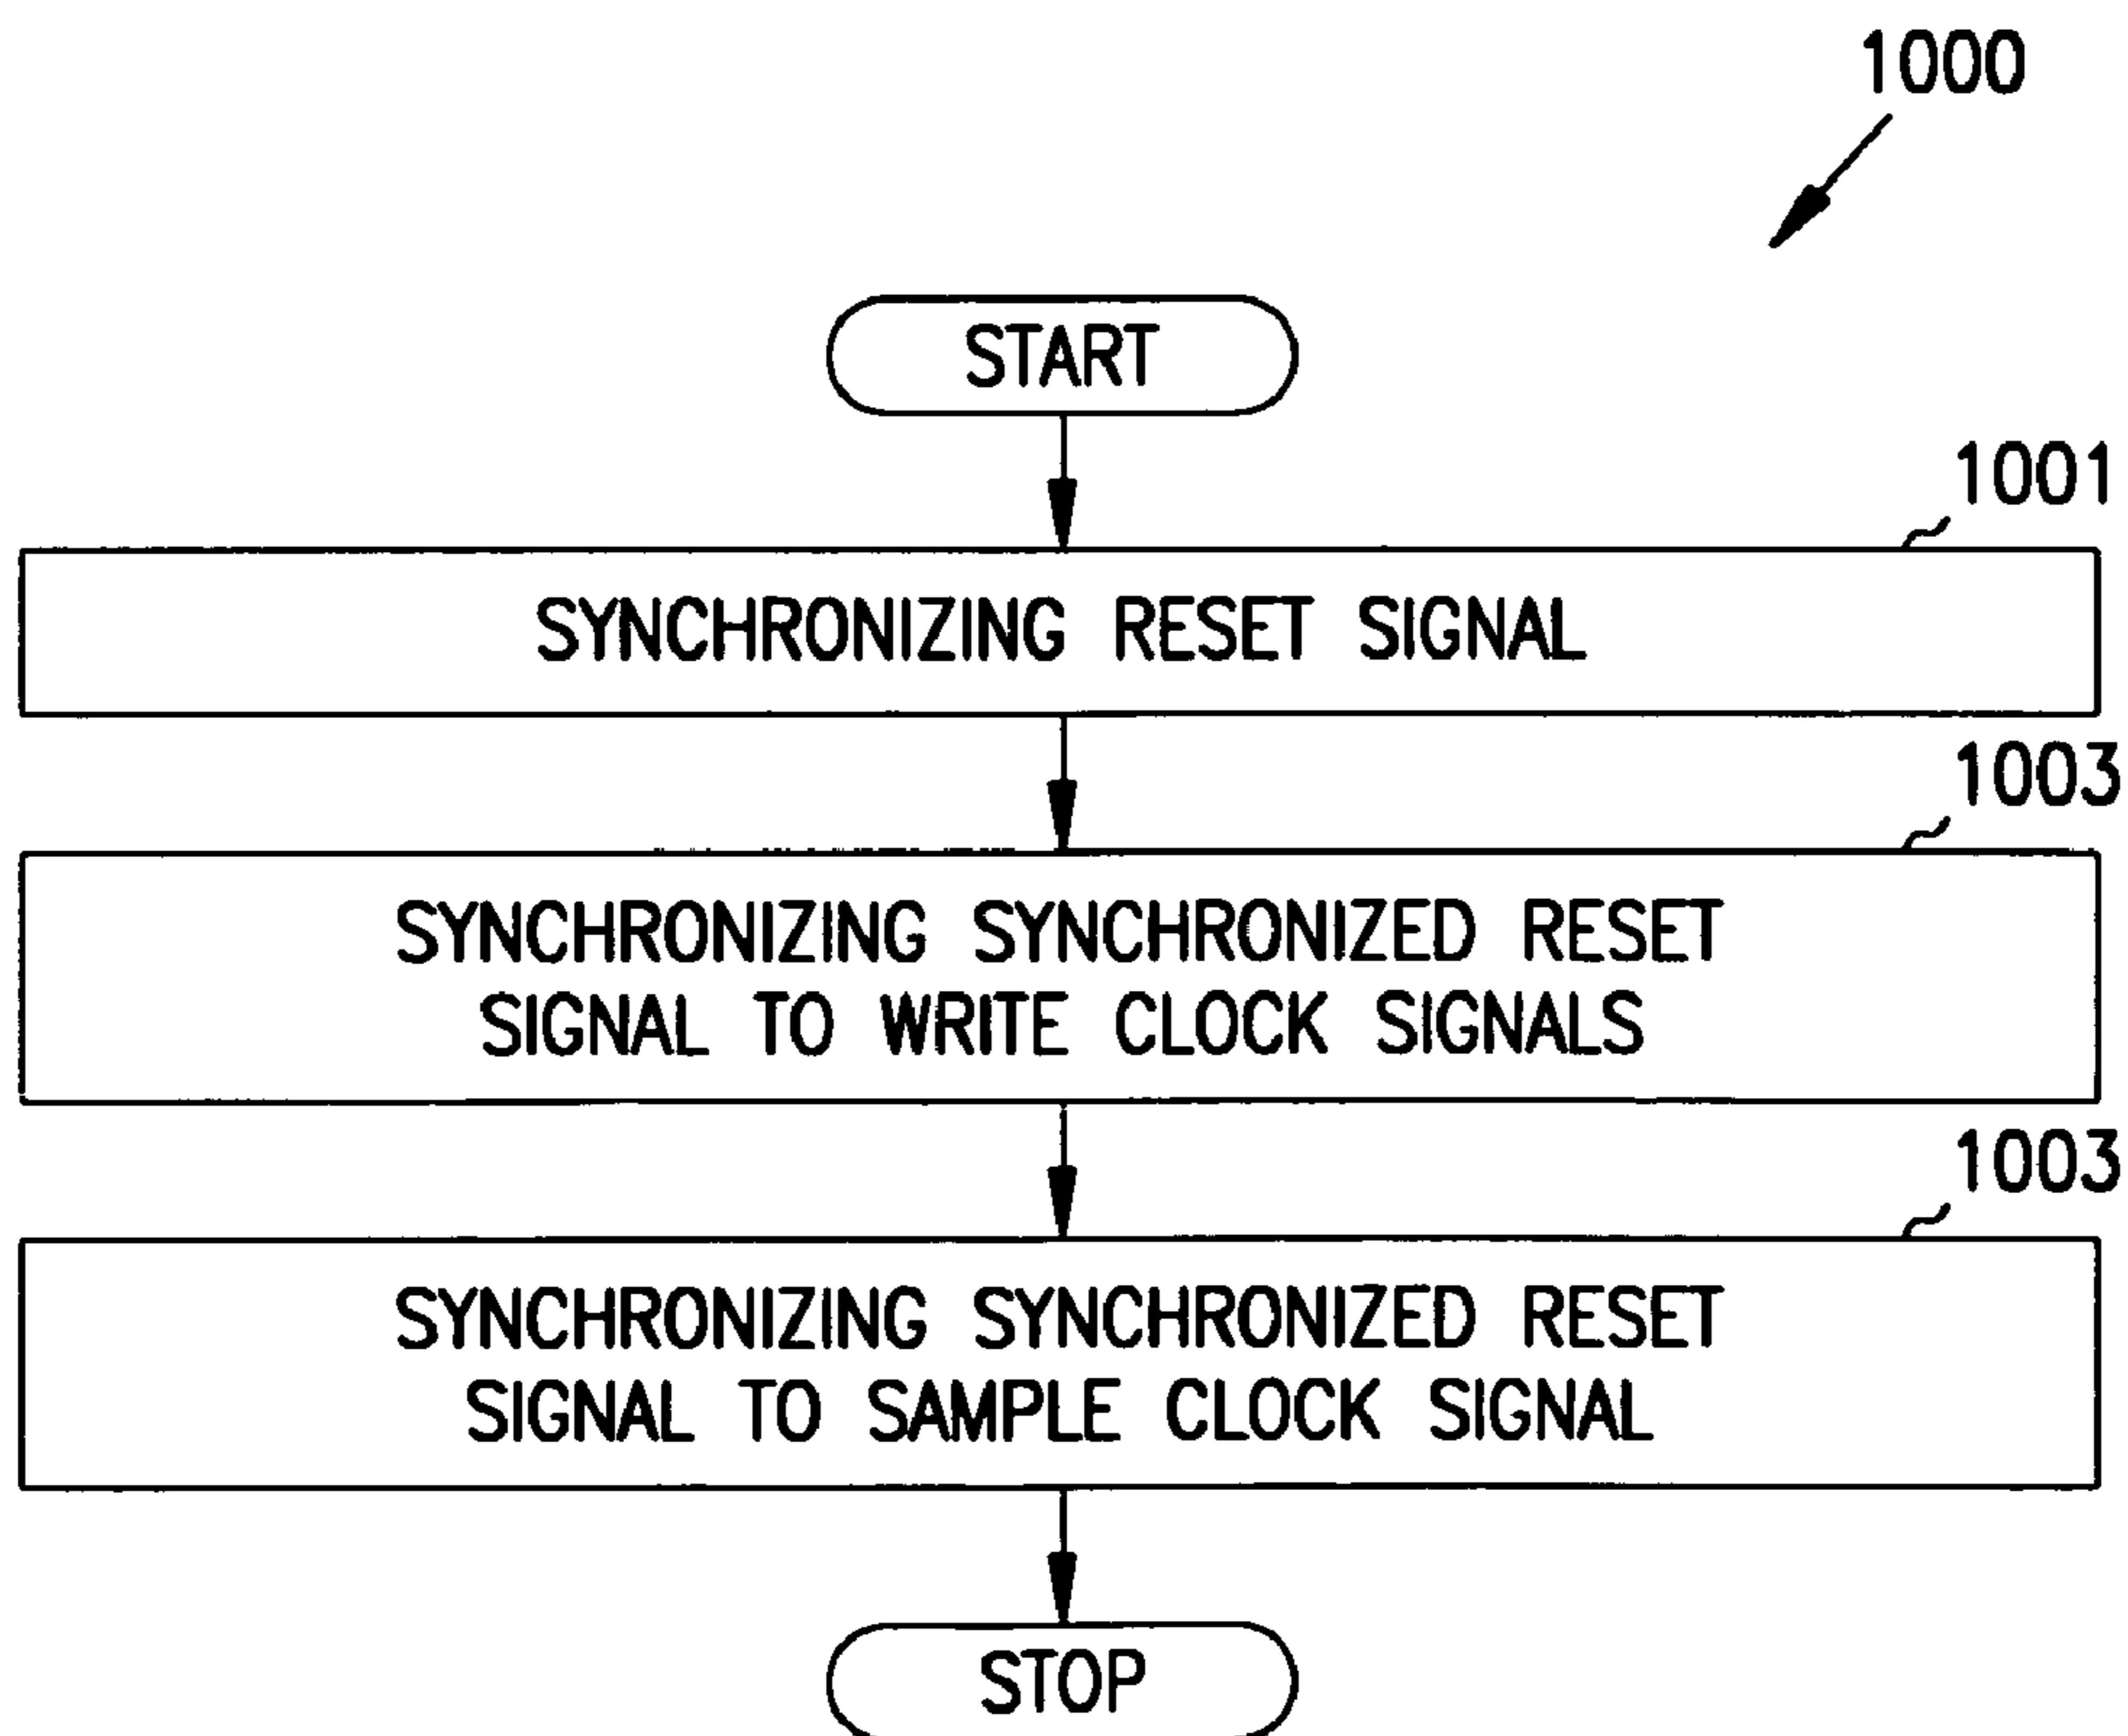 1000
START
1001
SYNCHRONIZING RESET SIGNAL
1003
SYNCHRONIZING SYNCHRONIZED RESET
SIGNAL TO WRITE CLOCK SIGNALS
1003
SYNCHRONIZING SYNCHRONIZED RESET
SIGNAL TO SAMPLE CLOCK SIGNAL
STOP